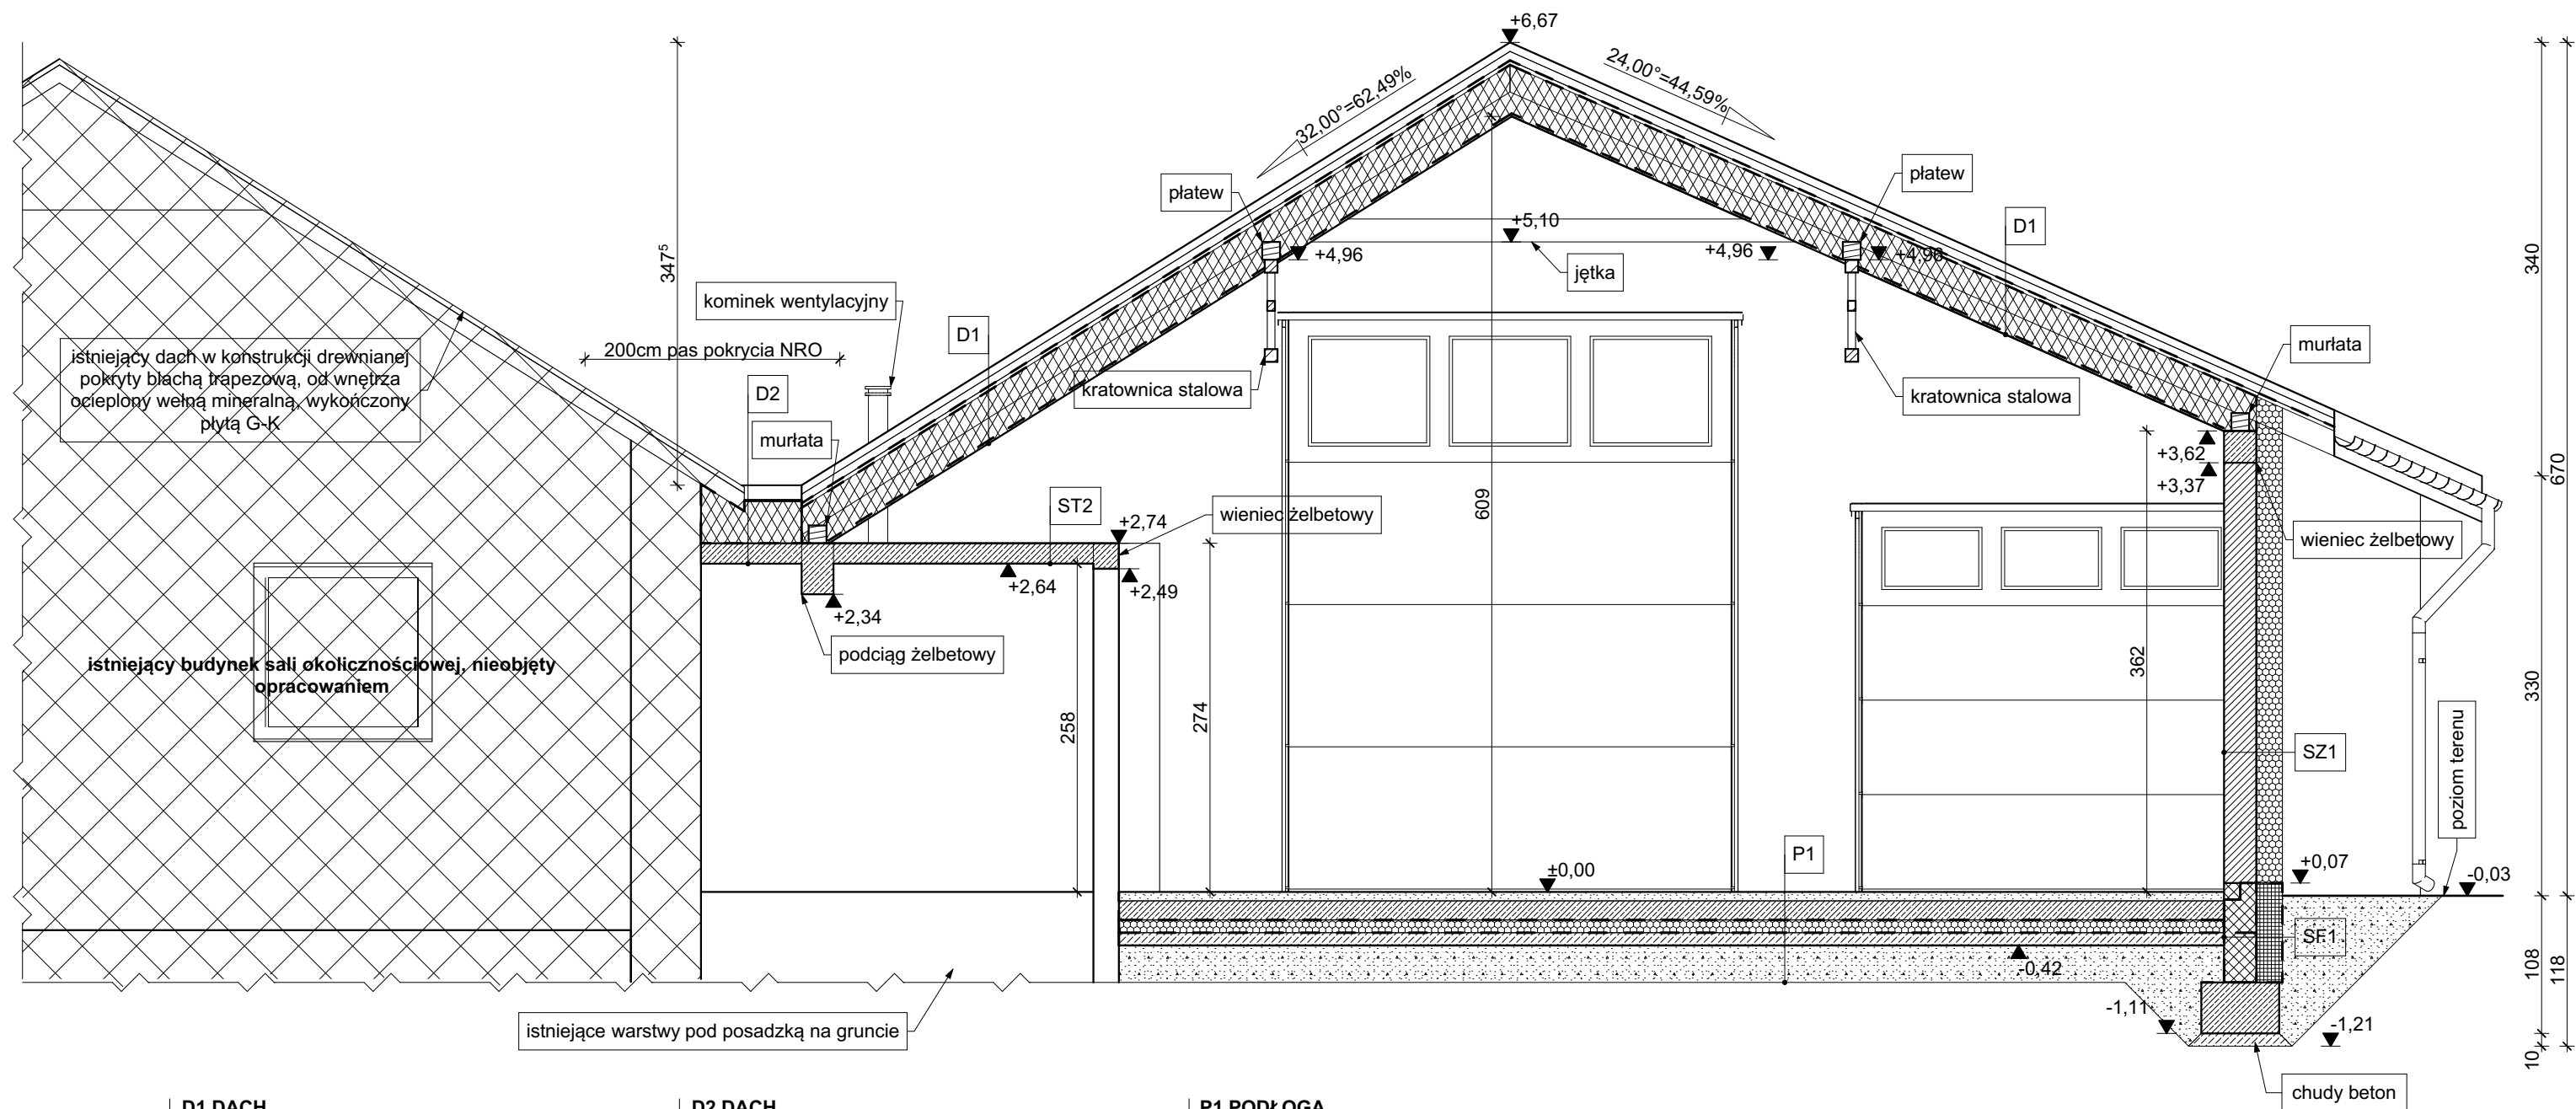 +6,67
32,00°=62,49%
24,00°=44,59%
płatew
płatew
+5,10
D1
+4,96
+4,96
+4,96
jętka
347⁵
340
670
kominek wentylacyjny
D1
200cm pas pokrycia NRO
murłata
istniejący dach w konstrukcji drewnianej
pokryty blachą trapezową, od wnętrza
ocieplony wełną mineralną, wykończony
płytą G-K
D2
murłata
kratownica stalowa
kratownica stalowa
+3,62
+3,37
ST2
+2,74
wieniec żelbetowy
609
wieniec żelbetowy
+2,64
+2,49
+2,34
podciąg żelbetowy
istniejący budynek sali okolicznościowej, nieobjęty
opracowaniem
258
274
362
330
SZ1
poziom terenu
P1
±0,00
+0,07
-0,03
SF1
-0,42
108
118
-1,11
-1,21
10
istniejące warstwy pod posadzką na gruncie
chudy beton
D1 DACH
D2 DACH
P1 PODŁOGA